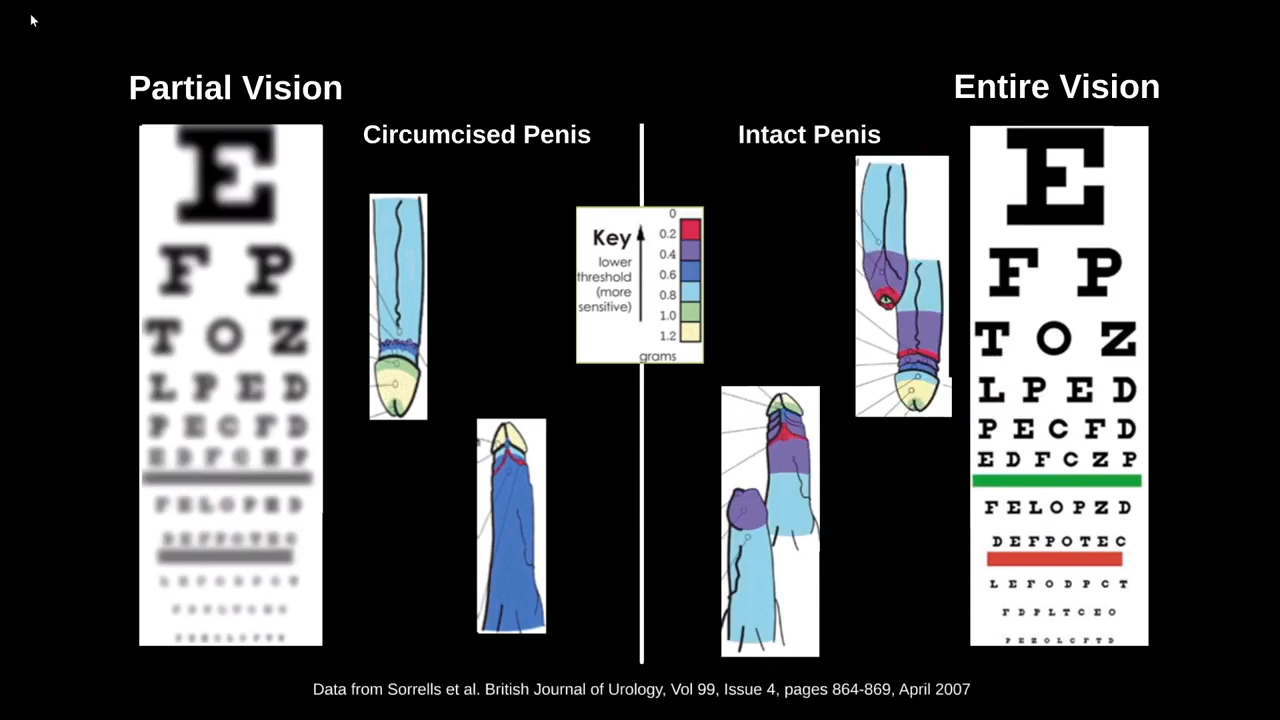 Partial Vision
Entire Vision
Circumcised Penis
Intact Penis
E
F P
T O Z
L P E D
P E C F D
E D F C Z P
F E L O P Z D
Key
lower
threshold
(more
sensitive)
0
0.2
0.4
0.6
0.8
1.0
1.2
grams
E
F P
T O Z
L P E D
P E C F D
E D F C Z P
F E L O P Z D
D E F P O T E C
L E F O D P C T
F D P L T C E O
P E Z O L C F T D
Data from Sorrells et al. British Journal of Urology, Vol 99, Issue 4, pages 864-869, April 2007